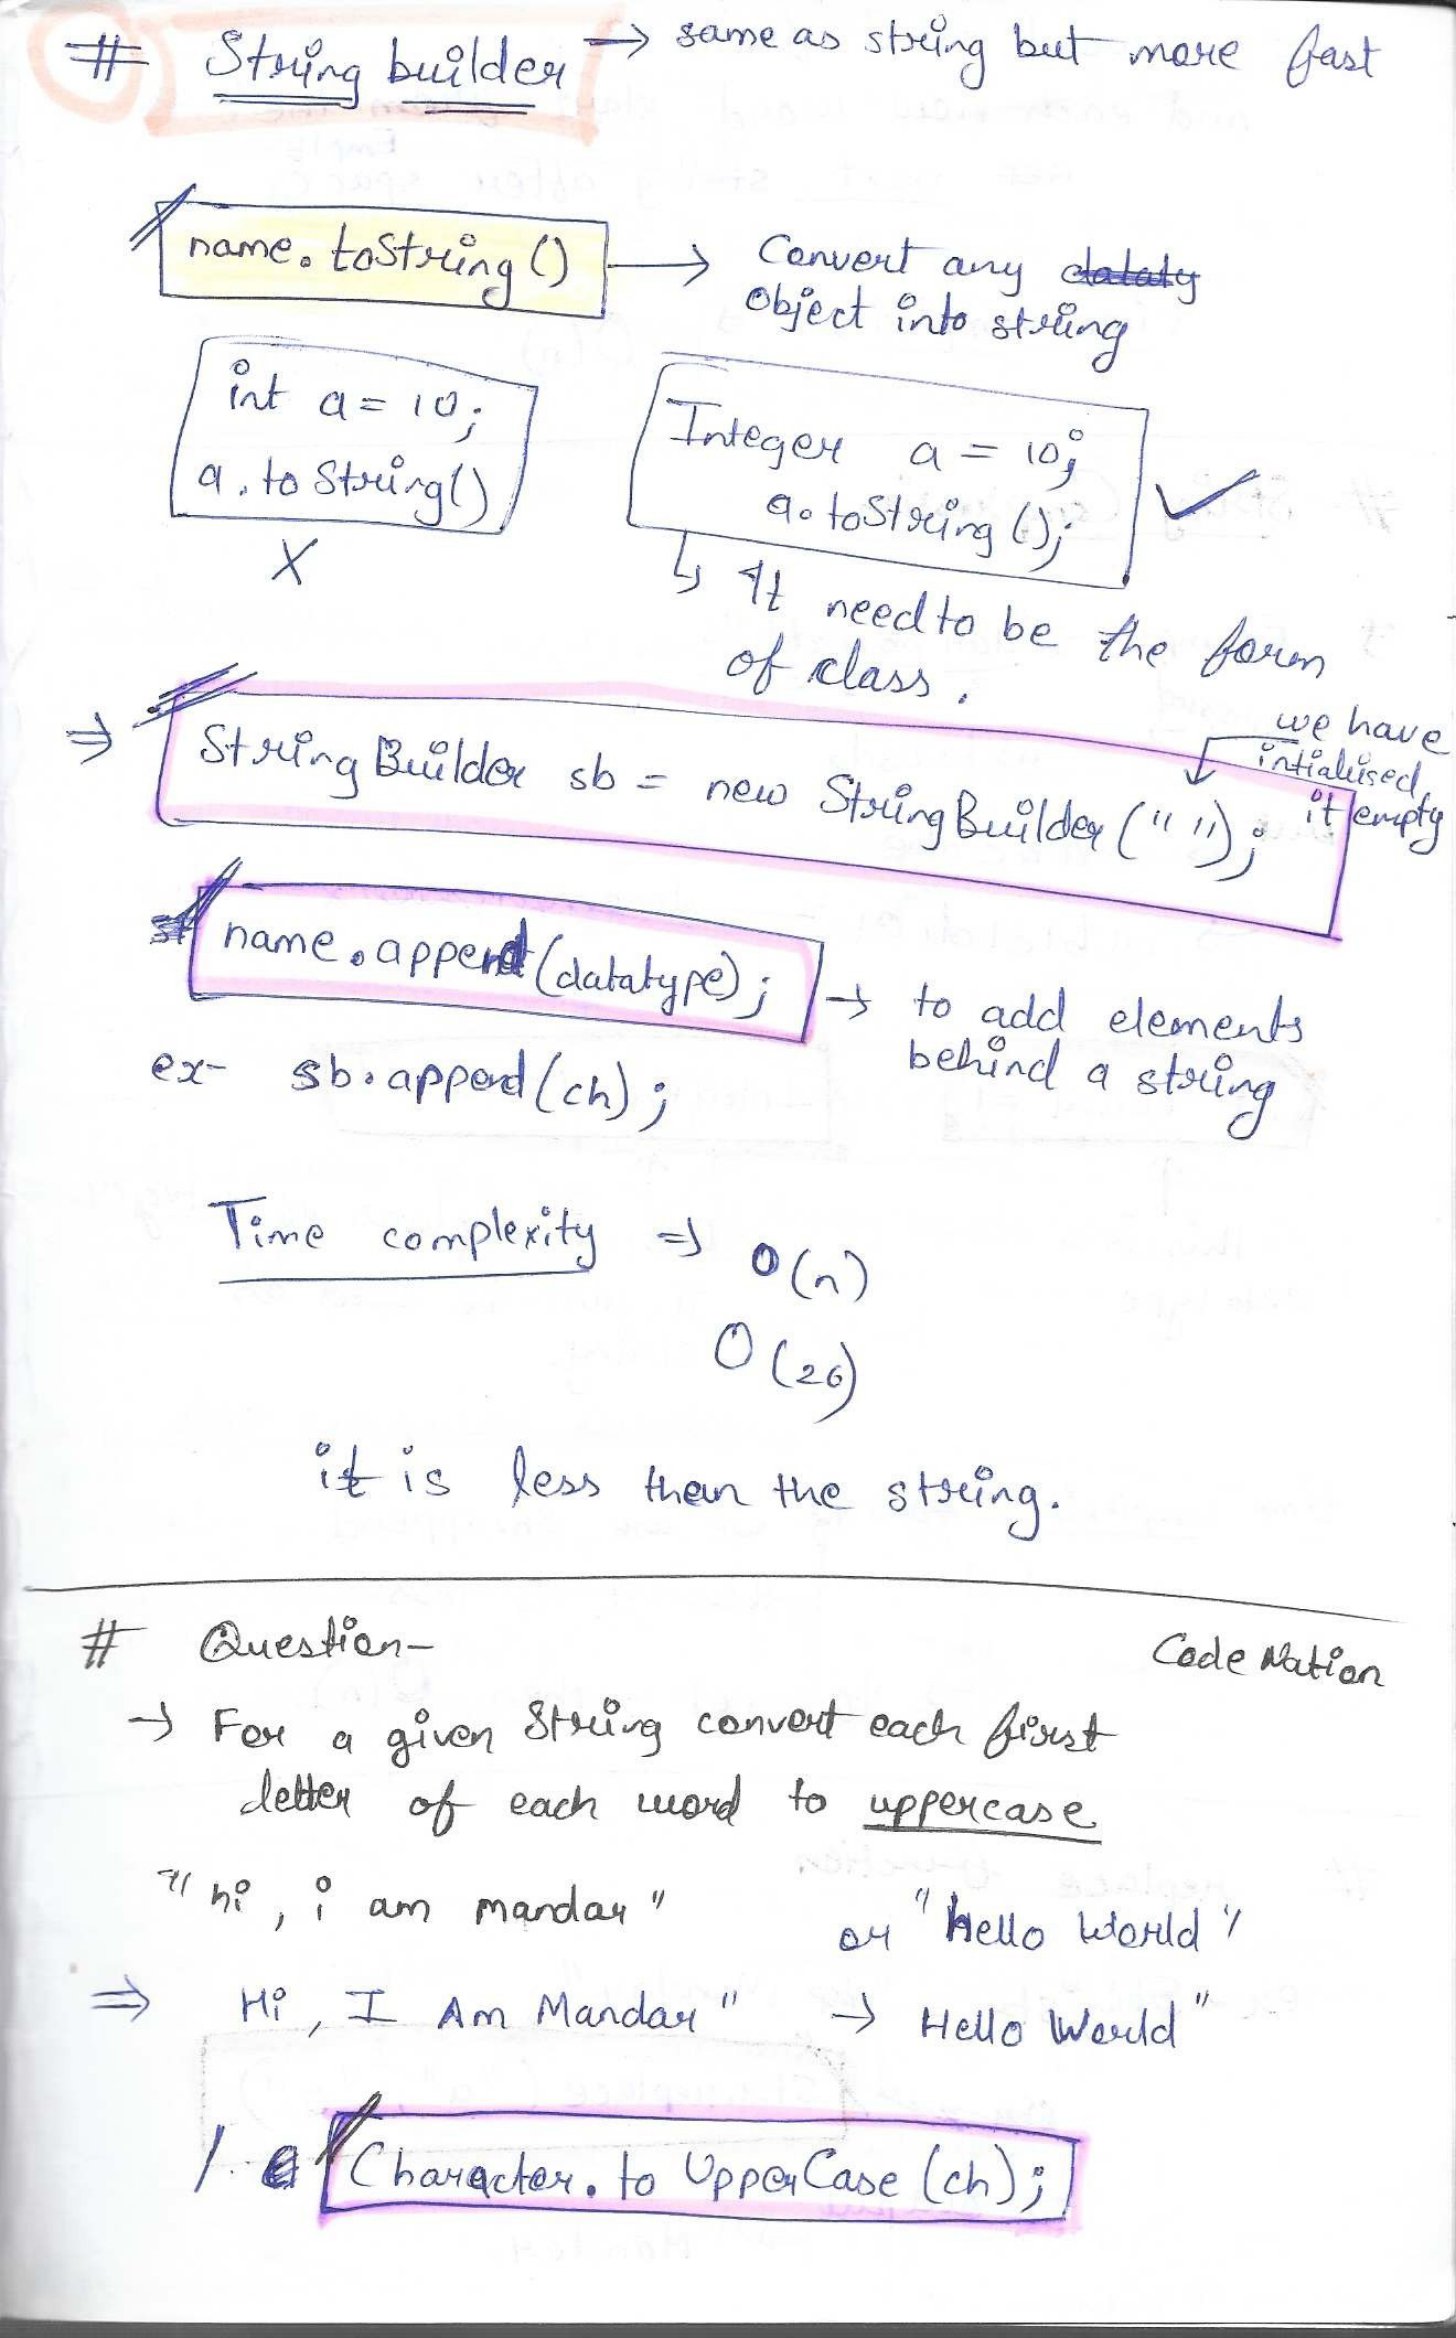 # String builder → same as string but more fast
name.toString() → Convert any dataty
object into string
int a = 10;
a.toString()
X
Integer a = 10;
a.toString();
✓
↳ It need to be the form
of class.
⇒ StringBuilder sb = new StringBuilder(" ");
we have
intialised
it empty
name.append(datatype); → to add elements
behind a string
ex- sb.append(ch);
Time complexity ⇒ O(n)
O(26)
it is less than the string.
# Question- Code Nation
→ For a given String convert each first
letter of each word to uppercase
"hi, i am mandar" or "hello world"
⇒ Hi, I Am Mandar" → Hello World"
/ Character.toUpperCase(ch);